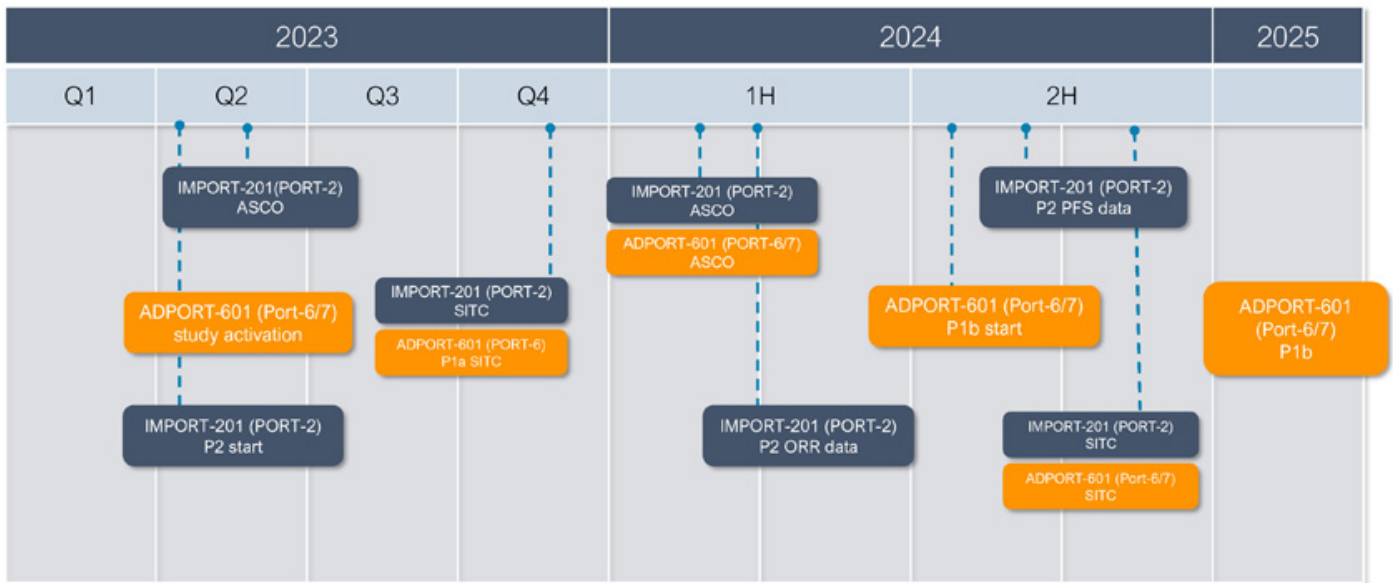 2023
2024
2025
Q1
Q2
Q3
Q4
1H
2H
IMPORT-201(PORT-2)
ASCO
ADPORT-601 (Port-6/7)
study activation
IMPORT-201 (PORT-2)
P2 start
IMPORT-201 (PORT-2)
SITC
ADPORT-601 (PORT-6)
P1a SITC
IMPORT-201 (PORT-2)
ASCO
ADPORT-601 (PORT-6/7)
ASCO
IMPORT-201 (PORT-2)
P2 ORR data
ADPORT-601 (Port-6/7)
P1b start
IMPORT-201 (PORT-2)
P2 PFS data
IMPORT-201 (PORT-2)
SITC
ADPORT-601 (Port-6/7)
SITC
ADPORT-601
(Port-6/7)
P1b